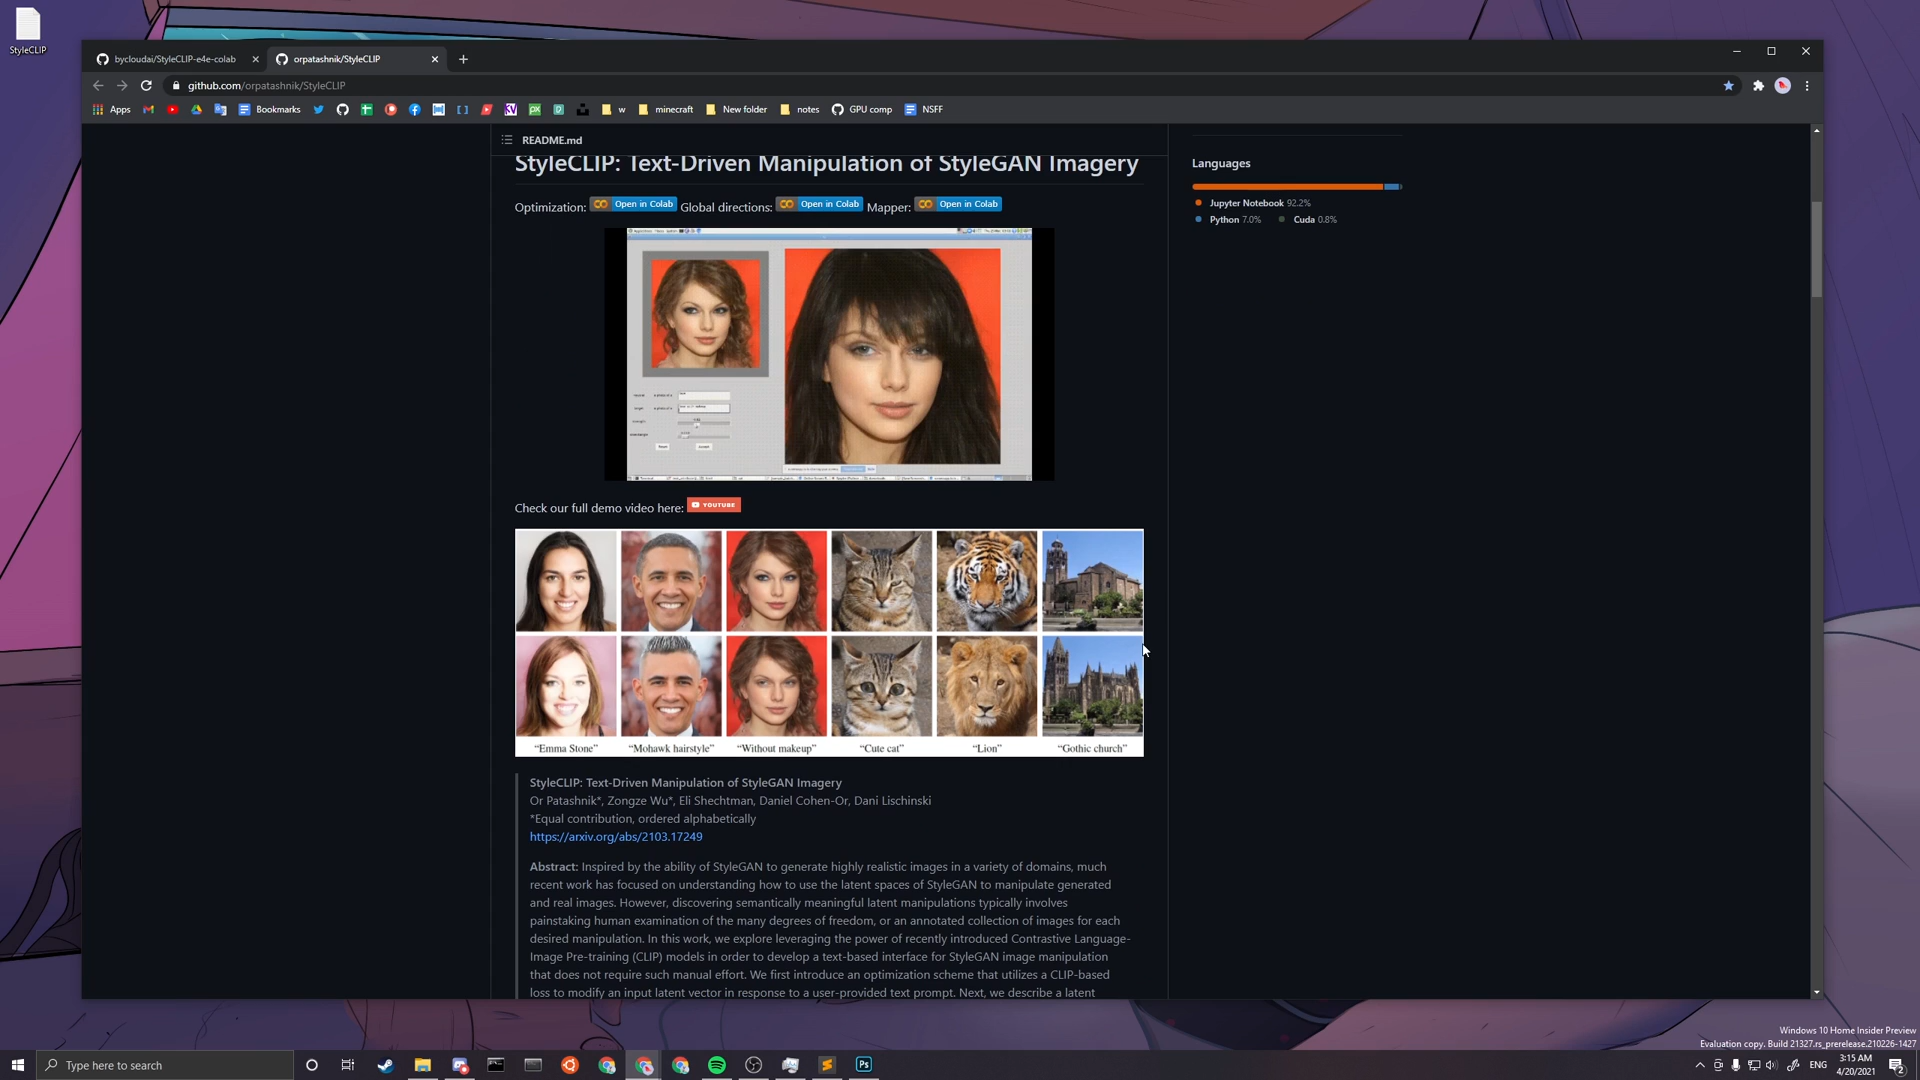 StyleCLIP
bycloudai/StyleCLIP-e4e-colab
orpatashnik/StyleCLIP
github.com/orpatashnik/StyleCLIP
Apps
Bookmarks
w
minecraft
New folder
notes
GPU comp
NSFF
README.md
StyleCLIP: Text-Driven Manipulation of StyleGAN Imagery
Optimization: Open in Colab Global directions: Open in Colab Mapper: Open in Colab
Check our full demo video here: YOUTUBE
"Emma Stone" "Mohawk hairstyle" "Without makeup" "Cute cat" "Lion" "Gothic church"
StyleCLIP: Text-Driven Manipulation of StyleGAN Imagery
Or Patashnik*, Zongze Wu*, Eli Shechtman, Daniel Cohen-Or, Dani Lischinski
*Equal contribution, ordered alphabetically
https://arxiv.org/abs/2103.17249
Abstract: Inspired by the ability of StyleGAN to generate highly realistic images in a variety of domains, much
recent work has focused on understanding how to use the latent spaces of StyleGAN to manipulate generated
and real images. However, discovering semantically meaningful latent manipulations typically involves
painstaking human examination of the many degrees of freedom, or an annotated collection of images for each
desired manipulation. In this work, we explore leveraging the power of recently introduced Contrastive Language-
Image Pre-training (CLIP) models in order to develop a text-based interface for StyleGAN image manipulation
that does not require such manual effort. We first introduce an optimization scheme that utilizes a CLIP-based
loss to modify an input latent vector in response to a user-provided text prompt. Next, we describe a latent
Languages
Jupyter Notebook 92.2%
Python 7.0% Cuda 0.8%
Windows 10 Home Insider Preview
Evaluation copy. Build 21327.rs_prerelease.210226-1427
Type here to search
Ps
ENG
3:15 AM
4/20/2021
2